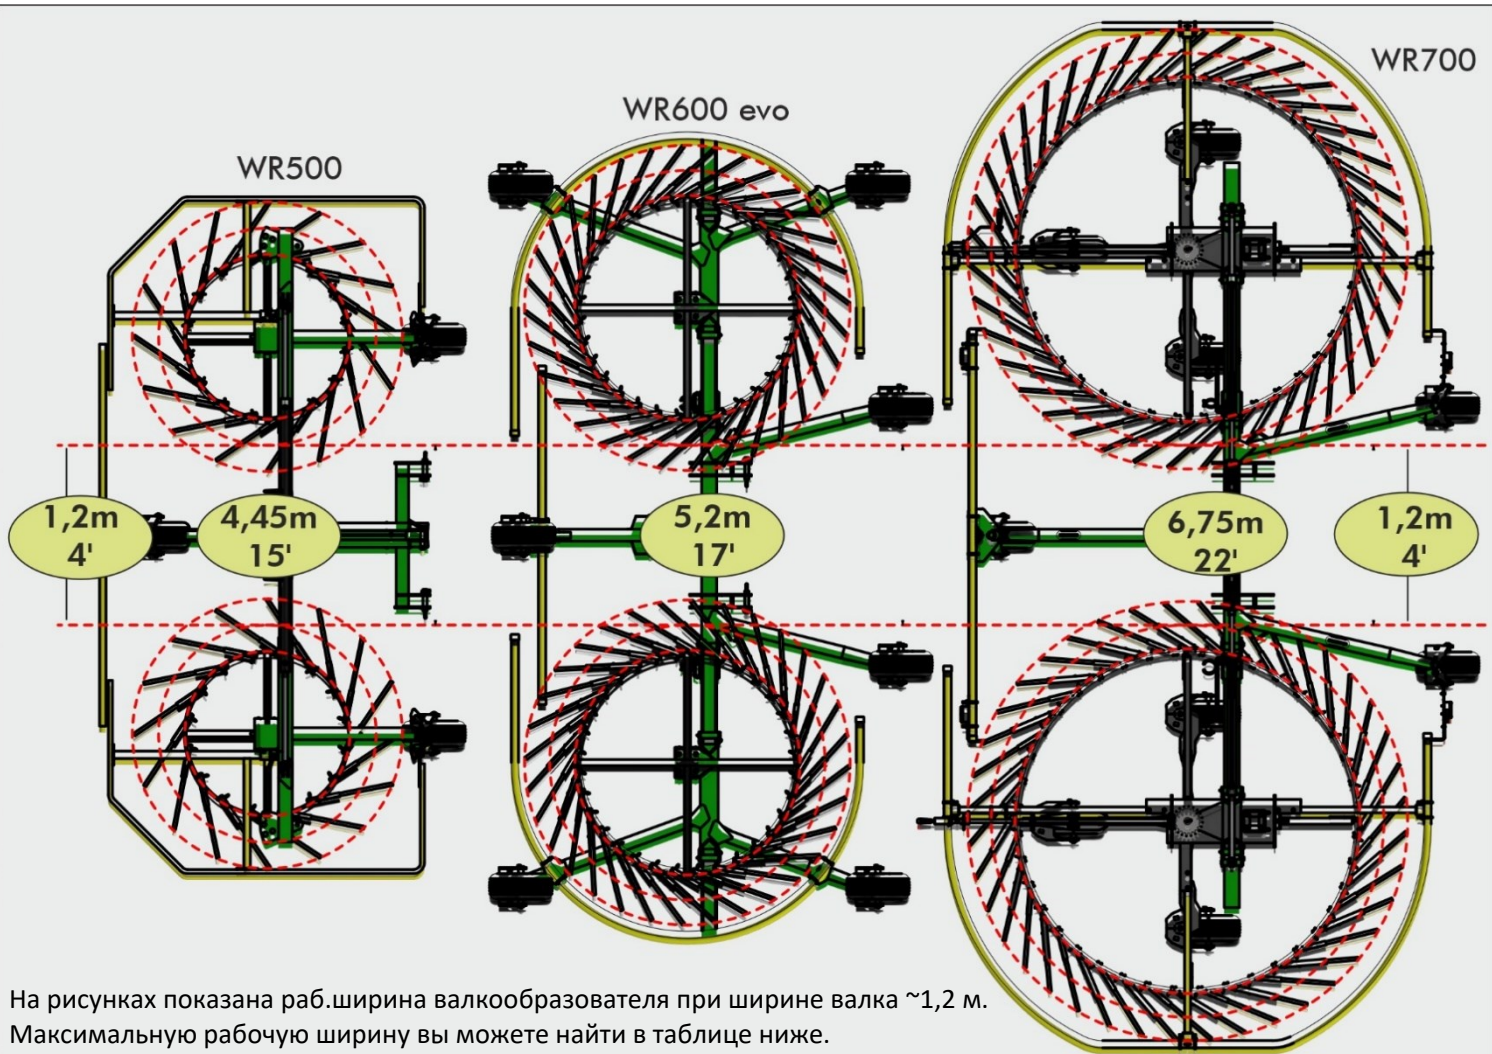 WR700
WR600 evo
WR500
1,2m
4'
4,45m
15'
5,2m
17'
6,75m
22'
1,2m
4'
На рисунках показана раб.ширина валкообразователя при ширине валка ~1,2 м.
Максимальную рабочую ширину вы можете найти в таблице ниже.